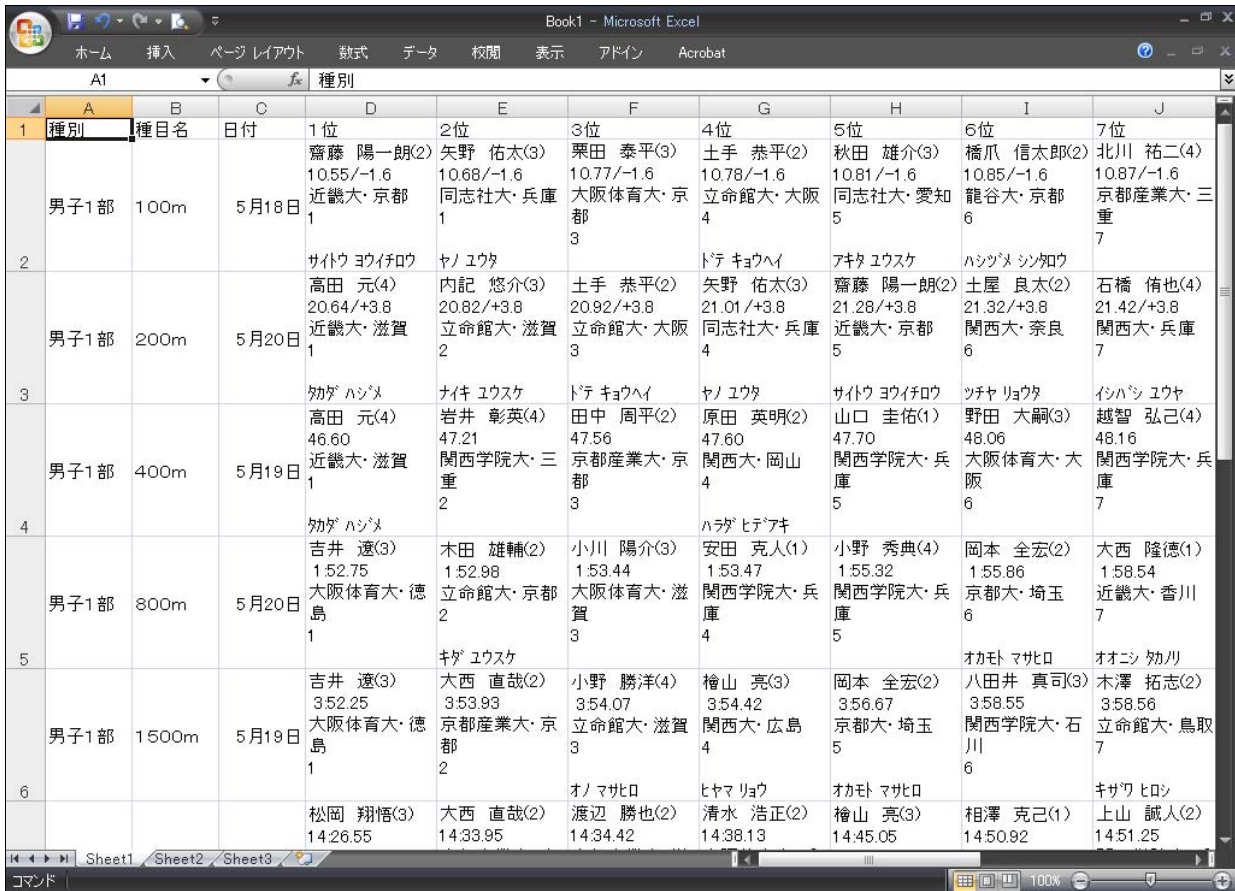 Book1 - Microsoft Excel
ホーム 挿入 ページ レイアウト 数式 データ 校閲 表示 アドイン Acrobat
A1 fx 種別
A B C D E F G H I J
1 種別 種目名 日付 1位 2位 3位 4位 5位 6位 7位
齋藤 陽一朗(2) 矢野 佑太(3) 栗田 泰平(3) 土手 恭平(2) 秋田 雄介(3) 橋爪 信太郎(2) 北川 祐二(4)
10.55/-1.6 10.68/-1.6 10.77/-1.6 10.78/-1.6 10.81/-1.6 10.85/-1.6 10.87/-1.6
男子1部 100m 5月18日 近畿大・京都 同志社大・兵庫 大阪体育大・京 立命館大・大阪 同志社大・愛知 龍谷大・京都 京都産業大・三
1 1 都 4 5 6 重
3 7
2 ｻｲﾄｳ ﾖｳｲﾁﾛｳ ﾔﾉ ﾕｳﾀ ﾄﾞﾃ ｷｮｳﾍｲ ｱｷﾀ ﾕｳｽｹ ﾊｼﾂﾞﾒ ｼﾝﾀﾛｳ
高田 元(4) 内記 悠介(3) 土手 恭平(2) 矢野 佑太(3) 齋藤 陽一朗(2) 土屋 良太(2) 石橋 侑也(4)
20.64/+3.8 20.82/+3.8 20.92/+3.8 21.01/+3.8 21.28/+3.8 21.32/+3.8 21.42/+3.8
男子1部 200m 5月20日 近畿大・滋賀 立命館大・滋賀 立命館大・大阪 同志社大・兵庫 近畿大・京都 関西大・奈良 関西大・兵庫
1 2 3 4 5 6 7
3 ﾀｶﾀﾞ ﾊｼﾞﾒ ﾅｲｷ ﾕｳｽｹ ﾄﾞﾃ ｷｮｳﾍｲ ﾔﾉ ﾕｳﾀ ｻｲﾄｳ ﾖｳｲﾁﾛｳ ﾂﾁﾔ ﾘｮｳﾀ ｲｼﾊﾞｼ ﾕｳﾔ
高田 元(4) 岩井 彰英(4) 田中 周平(2) 原田 英明(2) 山口 圭佑(1) 野田 大嗣(3) 越智 弘己(4)
46.60 47.21 47.56 47.60 47.70 48.06 48.16
男子1部 400m 5月19日 近畿大・滋賀 関西学院大・三 京都産業大・京 関西大・岡山 関西学院大・兵 大阪体育大・大 関西学院大・兵
1 重 都 4 庫 阪 庫
2 3 5 6 7
4 ﾀｶﾀﾞ ﾊｼﾞﾒ ﾊﾗﾀﾞ ﾋﾃﾞｱｷ
吉井 遼(3) 木田 雄輔(2) 小川 陽介(3) 安田 克人(1) 小野 秀典(4) 岡本 全宏(2) 大西 隆徳(1)
1:52.75 1:52.98 1:53.44 1:53.47 1:55.32 1:55.86 1:58.54
男子1部 800m 5月20日 大阪体育大・徳 立命館大・京都 大阪体育大・滋 関西学院大・兵 関西学院大・兵 京都大・埼玉 近畿大・香川
島 2 賀 庫 庫 6 7
1 3 4 5
5 ｷﾀﾞ ﾕｳｽｹ ｵｶﾓﾄ ﾏｻﾋﾛ ｵｵﾆｼ ﾀｶﾉﾘ
吉井 遼(3) 大西 直哉(2) 小野 勝洋(4) 檜山 亮(3) 岡本 全宏(2) 八田井 真司(3) 木澤 拓志(2)
3:52.25 3:53.93 3:54.07 3:54.42 3:56.67 3:58.55 3:58.56
男子1部 1500m 5月19日 大阪体育大・徳 京都産業大・京 立命館大・滋賀 関西大・広島 京都大・埼玉 関西学院大・石 立命館大・鳥取
島 都 3 4 5 川 7
1 2 6
6 ｵﾉ ﾏｻﾋﾛ ﾋﾔﾏ ﾘｮｳ ｵｶﾓﾄ ﾏｻﾋﾛ ｷｻﾞﾜ ﾋﾛｼ
松岡 翔悟(3) 大西 直哉(2) 渡辺 勝也(2) 清水 浩正(2) 檜山 亮(3) 相澤 克己(1) 上山 誠人(2)
14:26.55 14:33.95 14:34.42 14:38.13 14:45.05 14:50.92 14:51.25
Sheet1 Sheet2 Sheet3
コマンド 100%